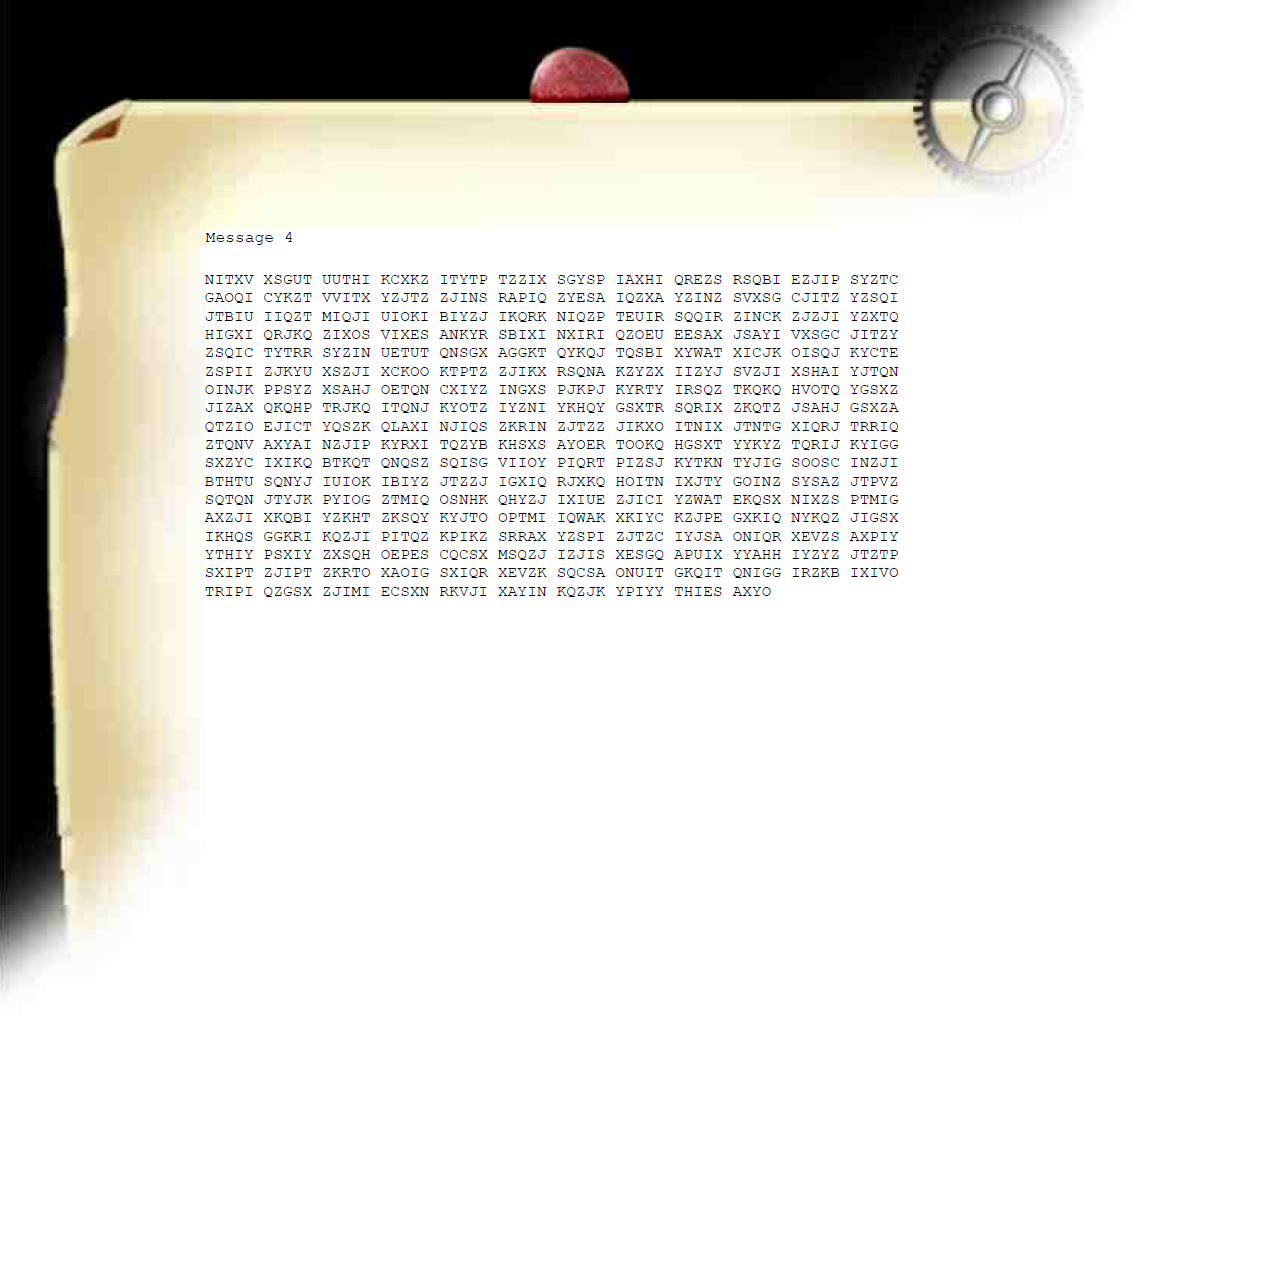 Message 4
NITXV XSGUT UUTHI KCXKZ ITYTP TZZIX SGYSP IAXHI QREZS RSQBI EZJIP SYZTC
GAOQI CYKZT VVITX YZJTZ ZJINS RAPIQ ZYESA IQZXA YZINZ SVXSG CJITZ YZSQI
JTBIU IIQZT MIQJI UIOKI BIYZJ IKQRK NIQZP TEUIR SQQIR ZINCK ZJZJI YZXTQ
HIGXI QRJKQ ZIXOS VIXES ANKYR SBIXI NXIRI QZOEU EESAX JSAYI VXSGC JITZY
ZSQIC TYTRR SYZIN UETUT QNSGX AGGKT QYKQJ TQSBI XYWAT XICJK OISQJ KYCTE
ZSPII ZJKYU XSZJI XCKOO KTPTZ ZJIKX RSQNA KZYZX IIZYJ SVZJI XSHAI YJTQN
OINJK PPSYZ XSAHJ OETQN CXIYZ INGXS PJKPJ KYRTY IRSQZ TKQKQ HVOTQ YGSXZ
JIZAX QKQHP TRJKQ ITQNJ KYOTZ IYZNI YKHQY GSXTR SQRIX ZKQTZ JSAHJ GSXZA
QTZIO EJICT YQSZK QLAXI NJIQS ZKRIN ZJTZZ JIKXO ITNIX JTNTG XIQRJ TRRIQ
ZTQNV AXYAI NZJIP KYRXI TQZYB KHSXS AYOER TOOKQ HGSXT YYKYZ TQRIJ KYIGG
SXZYC IXIKQ BTKQT QNQSZ SQISG VIIOY PIQRT PIZSJ KYTKN TYJIG SOOSC INZJI
BTHTU SQNYJ IUIOK IBIYZ JTZZJ IGXIQ RJXKQ HOITN IXJTY GOINZ SYSAZ JTPVZ
SQTQN JTYJK PYIOG ZTMIQ OSNHK QHYZJ IXIUE ZJICI YZWAT EKQSX NIXZS PTMIG
AXZJI XKQBI YZKHT ZKSQY KYJTO OPTMI IQWAK XKIYC KZJPE GXKIQ NYKQZ JIGSX
IKHQS GGKRI KQZJI PITQZ KPIKZ SRRAX YZSPI ZJTZC IYJSA ONIQR XEVZS AXPIY
YTHIY PSXIY ZXSQH OEPES CQCSX MSQZJ IZJIS XESGQ APUIX YYAHH IYZYZ JTZTP
SXIPT ZJIPT ZKRTO XAOIG SXIQR XEVZK SQCSA ONUIT GKQIT QNIGG IRZKB IXIVO
TRIPI QZGSX ZJIMI ECSXN RKVJI XAYIN KQZJK YPIYY THIES AXYO